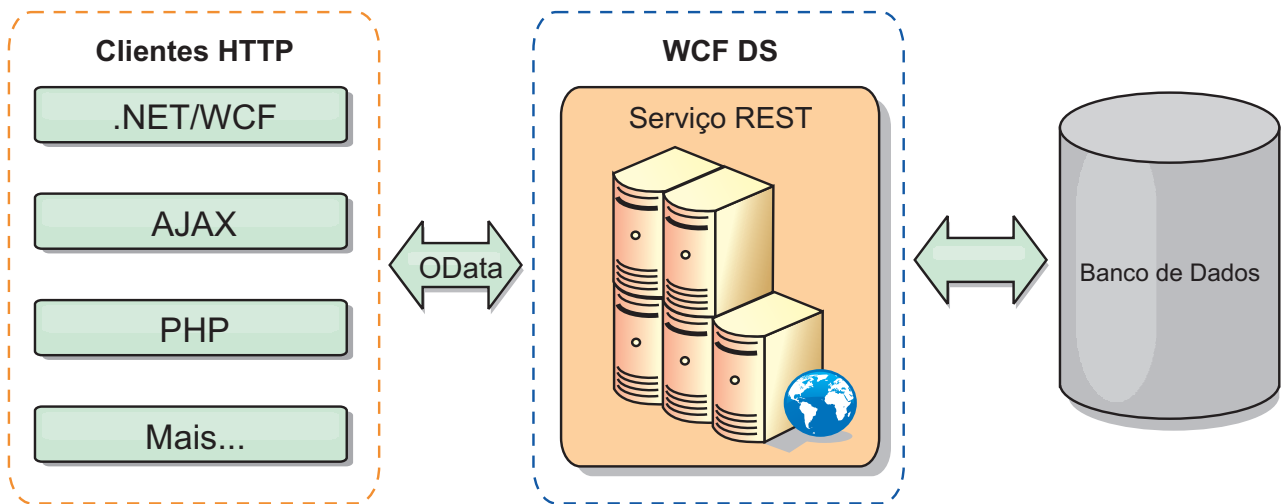 Clientes HTTP
.NET/WCF
AJAX
PHP
Mais...
OData
WCF DS
Serviço REST
Banco de Dados